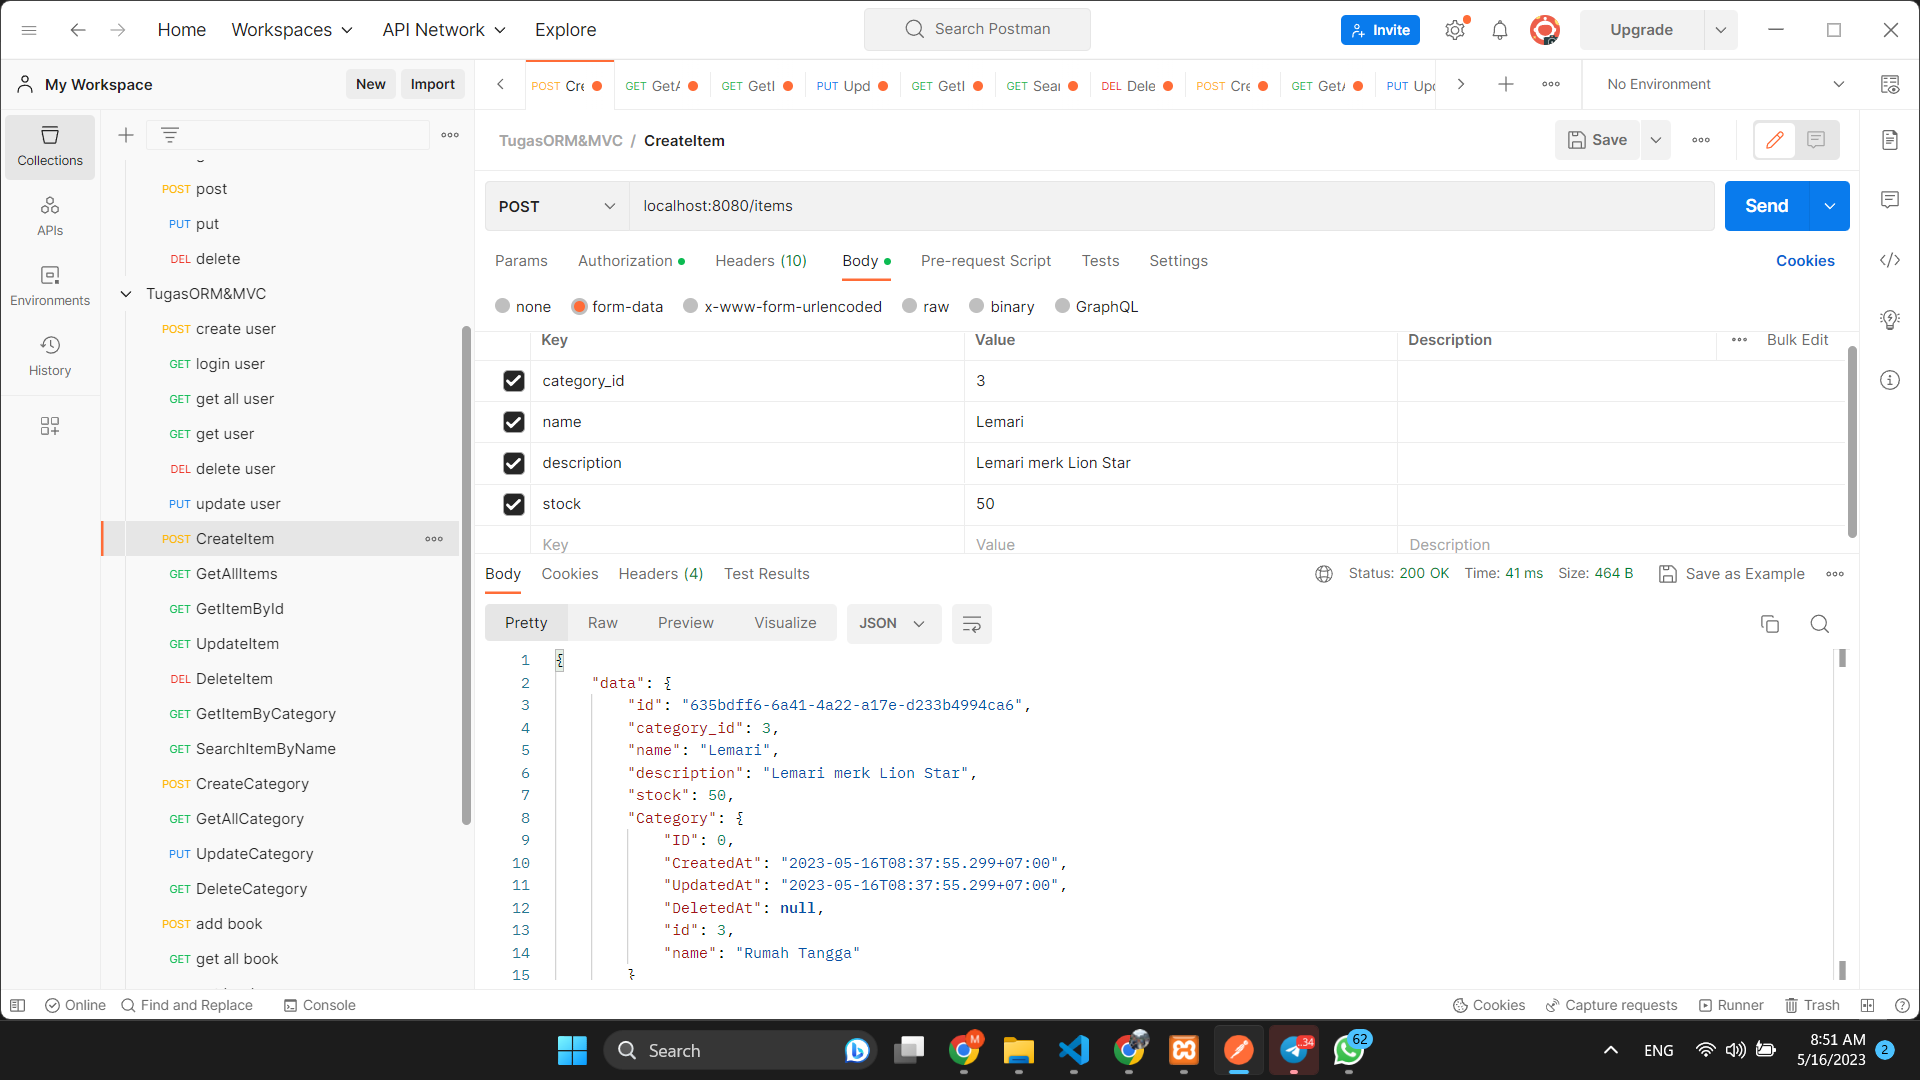 Home
Workspaces
API Network
Explore
Search Postman
Invite
Upgrade
My Workspace
New
Import
POST Cre
GET GetA
GET GetI
PUT Upd
GET GetI
GET Sear
DEL Dele
POST Cre
GET GetA
PUT Upd
No Environment
Collections
APIs
Environments
History
POST post
PUT put
DEL delete
TugasORM&MVC
POST create user
GET login user
GET get all user
GET get user
DEL delete user
PUT update user
POST CreateItem
GET GetAllItems
GET GetItemById
GET UpdateItem
DEL DeleteItem
GET GetItemByCategory
GET SearchItemByName
POST CreateCategory
GET GetAllCategory
PUT UpdateCategory
GET DeleteCategory
POST add book
GET get all book
TugasORM&MVC / CreateItem
Save
POST
localhost:8080/items
Send
Params
Authorization
Headers (10)
Body
Pre-request Script
Tests
Settings
Cookies
none
form-data
x-www-form-urlencoded
raw
binary
GraphQL
Key Value Description Bulk Edit
category_id 3
name Lemari
description Lemari merk Lion Star
stock 50
Key Value Description
Body Cookies Headers (4) Test Results
Status: 200 OK Time: 41 ms Size: 464 B Save as Example
Pretty Raw Preview Visualize JSON
1 {
2 "data": {
3 "id": "635bdff6-6a41-4a22-a17e-d233b4994ca6",
4 "category_id": 3,
5 "name": "Lemari",
6 "description": "Lemari merk Lion Star",
7 "stock": 50,
8 "Category": {
9 "ID": 0,
10 "CreatedAt": "2023-05-16T08:37:55.299+07:00",
11 "UpdatedAt": "2023-05-16T08:37:55.299+07:00",
12 "DeletedAt": null,
13 "id": 3,
14 "name": "Rumah Tangga"
15 }
Online
Find and Replace
Console
Cookies
Capture requests
Runner
Trash
Search
M
34
62
ENG
8:51 AM
5/16/2023
2